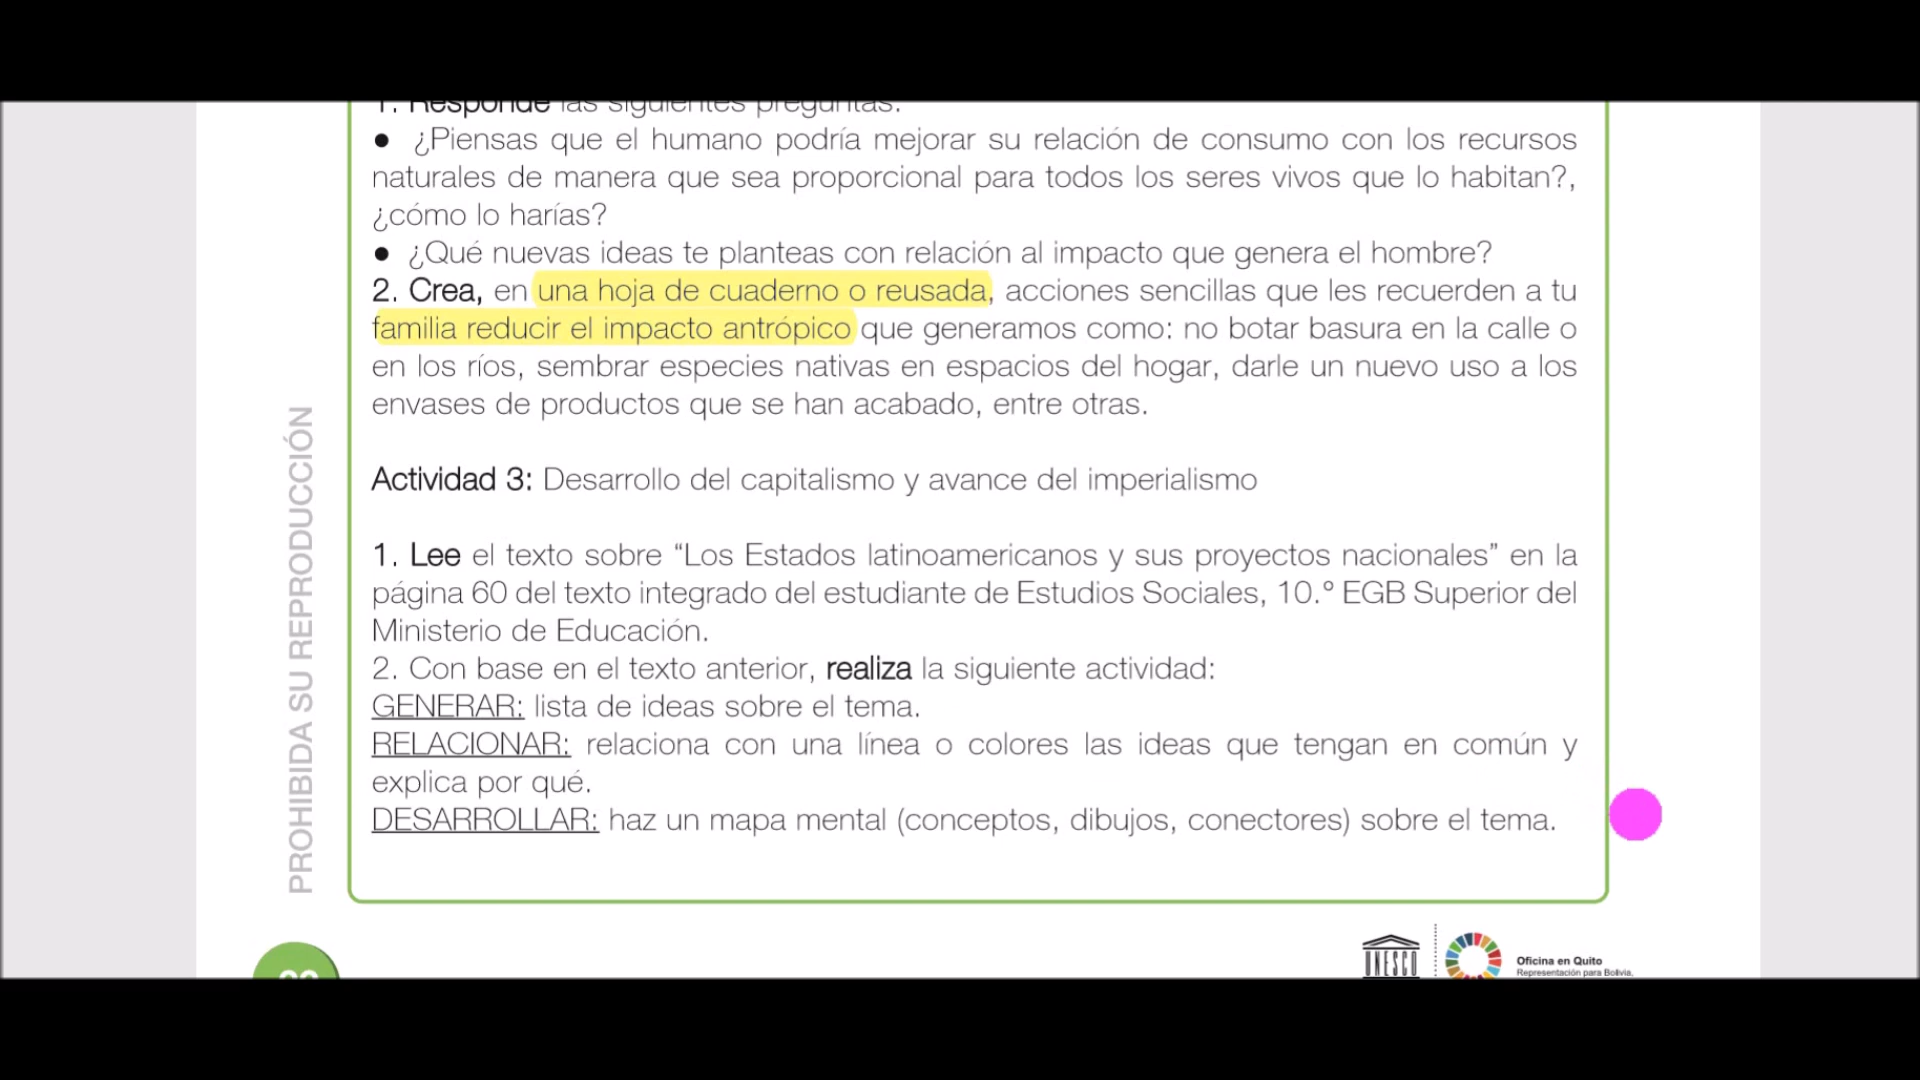 1. Responde las siguientes preguntas:
● ¿Piensas que el humano podría mejorar su relación de consumo con los recursos
naturales de manera que sea proporcional para todos los seres vivos que lo habitan?,
¿cómo lo harías?
● ¿Qué nuevas ideas te planteas con relación al impacto que genera el hombre?
2. Crea, en una hoja de cuaderno o reusada, acciones sencillas que les recuerden a tu
familia reducir el impacto antrópico que generamos como: no botar basura en la calle o
en los ríos, sembrar especies nativas en espacios del hogar, darle un nuevo uso a los
envases de productos que se han acabado, entre otras.
Actividad 3: Desarrollo del capitalismo y avance del imperialismo
1. Lee el texto sobre “Los Estados latinoamericanos y sus proyectos nacionales” en la
página 60 del texto integrado del estudiante de Estudios Sociales, 10.º EGB Superior del
Ministerio de Educación.
2. Con base en el texto anterior, realiza la siguiente actividad:
GENERAR: lista de ideas sobre el tema.
RELACIONAR: relaciona con una línea o colores las ideas que tengan en común y
explica por qué.
DESARROLLAR: haz un mapa mental (conceptos, dibujos, conectores) sobre el tema.
PROHIBIDA SU REPRODUCCIÓN
UNESCO
Oficina en Quito
Representación para Bolivia,